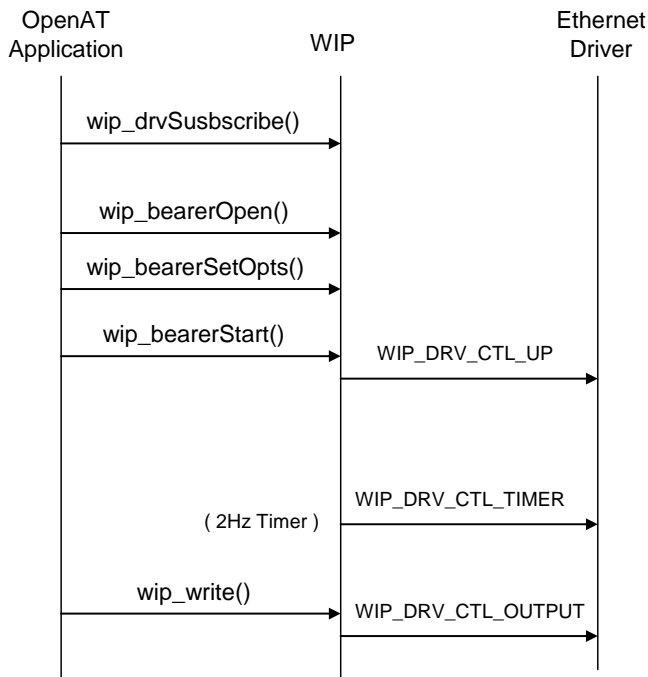 OpenAT
Application
WIP
Ethernet
Driver
wip_drvSusbscribe()
wip_bearerOpen()
wip_bearerSetOpts()
wip_bearerStart()
WIP_DRV_CTL_UP
WIP_DRV_CTL_TIMER
( 2Hz Timer )
wip_write()
WIP_DRV_CTL_OUTPUT